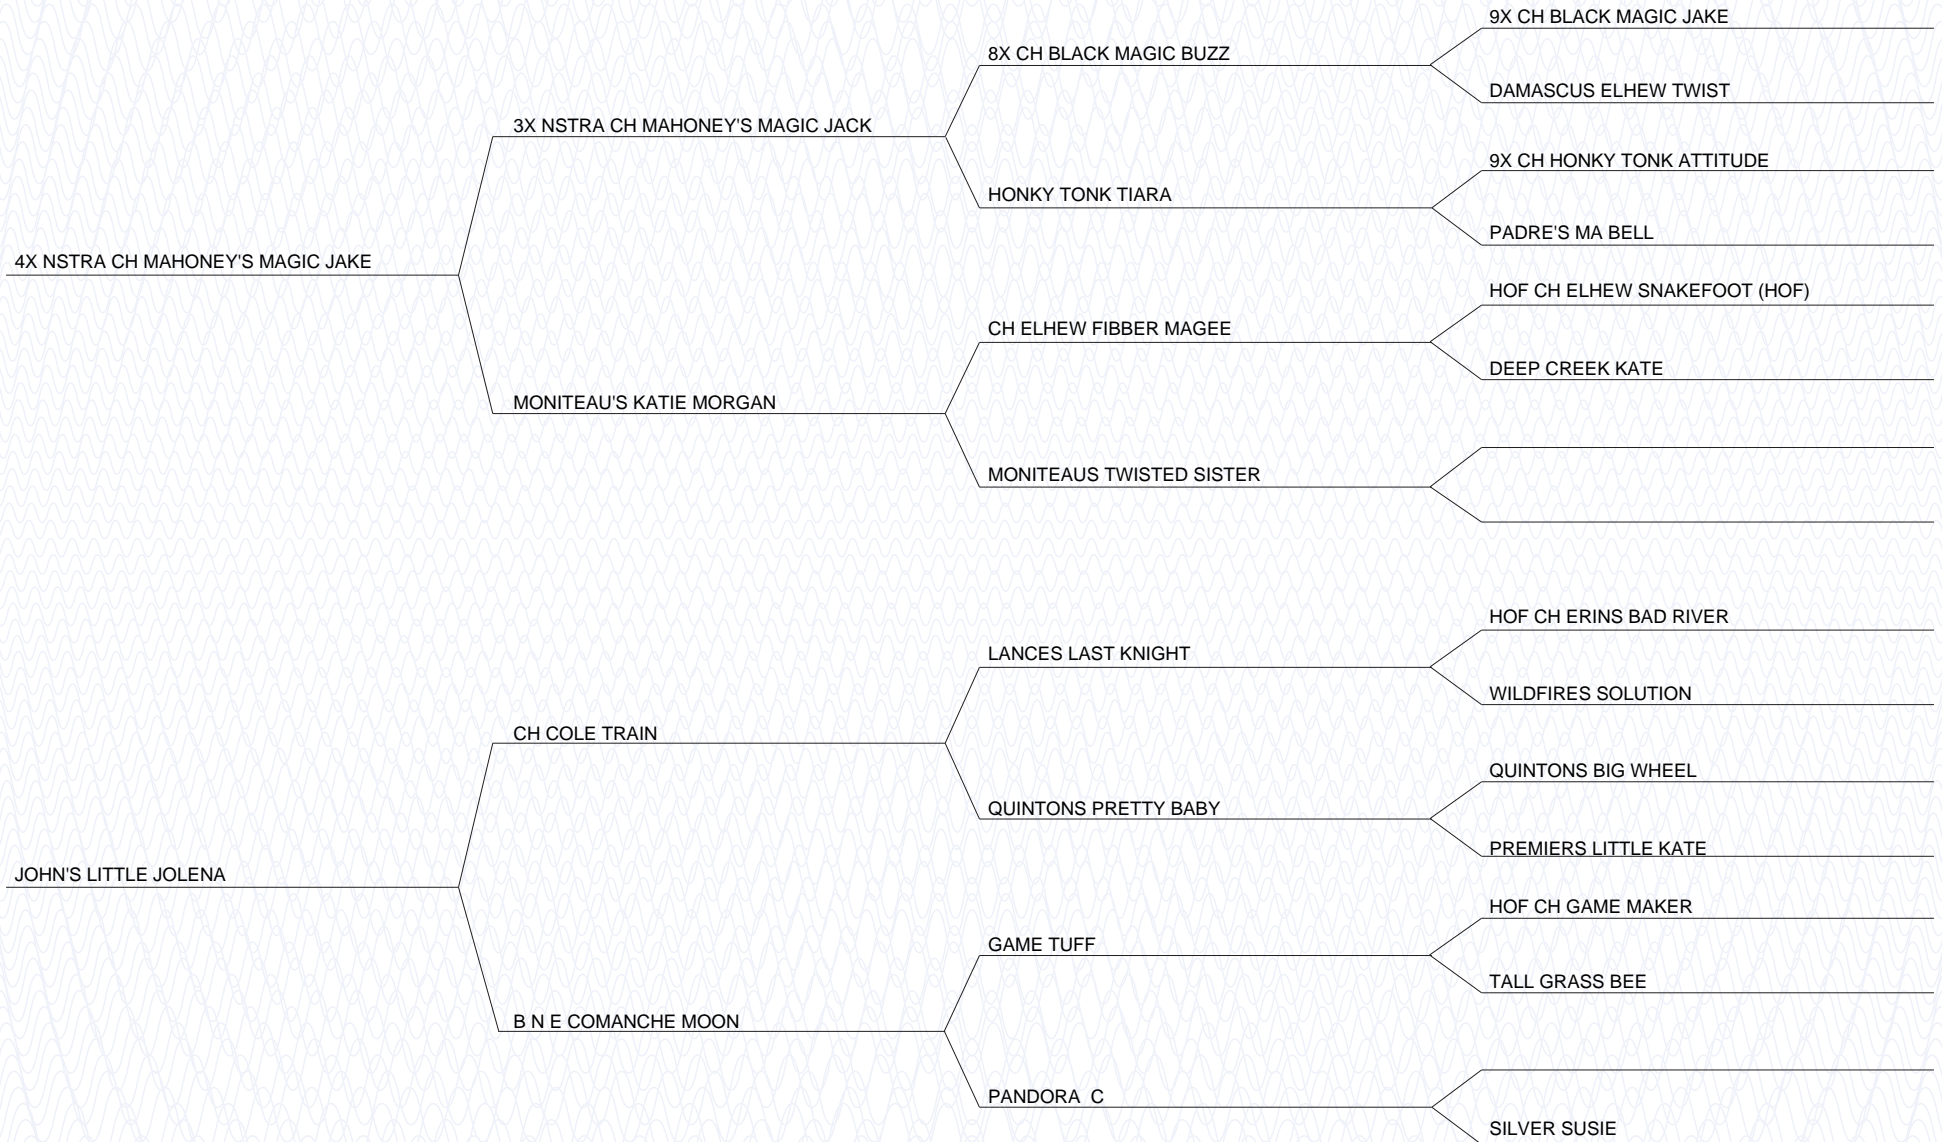 9X CH BLACK MAGIC JAKE
8X CH BLACK MAGIC BUZZ
DAMASCUS ELHEW TWIST
3X NSTRA CH MAHONEY'S MAGIC JACK
9X CH HONKY TONK ATTITUDE
HONKY TONK TIARA
PADRE'S MA BELL
4X NSTRA CH MAHONEY'S MAGIC JAKE
HOF CH ELHEW SNAKEFOOT (HOF)
CH ELHEW FIBBER MAGEE
DEEP CREEK KATE
MONITEAU'S KATIE MORGAN
MONITEAUS TWISTED SISTER
HOF CH ERINS BAD RIVER
LANCES LAST KNIGHT
WILDFIRES SOLUTION
CH COLE TRAIN
QUINTONS BIG WHEEL
QUINTONS PRETTY BABY
PREMIERS LITTLE KATE
JOHN'S LITTLE JOLENA
HOF CH GAME MAKER
GAME TUFF
TALL GRASS BEE
B N E COMANCHE MOON
PANDORA  C
SILVER SUSIE